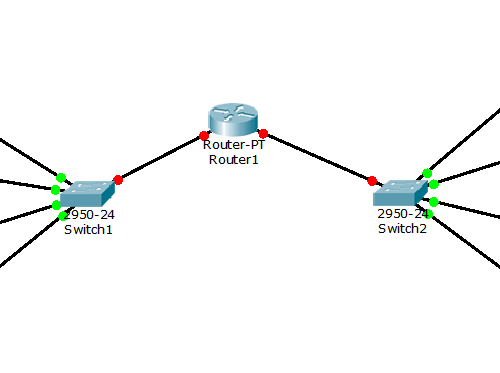 Router-PT
Router1
2950-24
Switch1
2950-24
Switch2